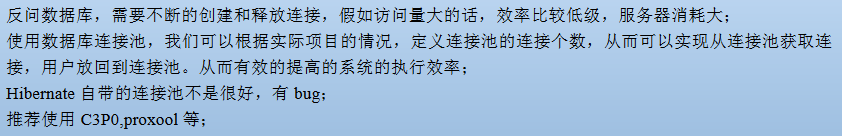 反问数据库，需要不断的创建和释放连接，假如访问量大的话，效率比较低级，服务器消耗大；
使用数据库连接池，我们可以根据实际项目的情况，定义连接池的连接个数，从而可以实现从连接池获取连
接，用户放回到连接池。从而有效的提高的系统的执行效率；
Hibernate 自带的连接池不是很好，有 bug；
推荐使用 C3P0,proxool 等；